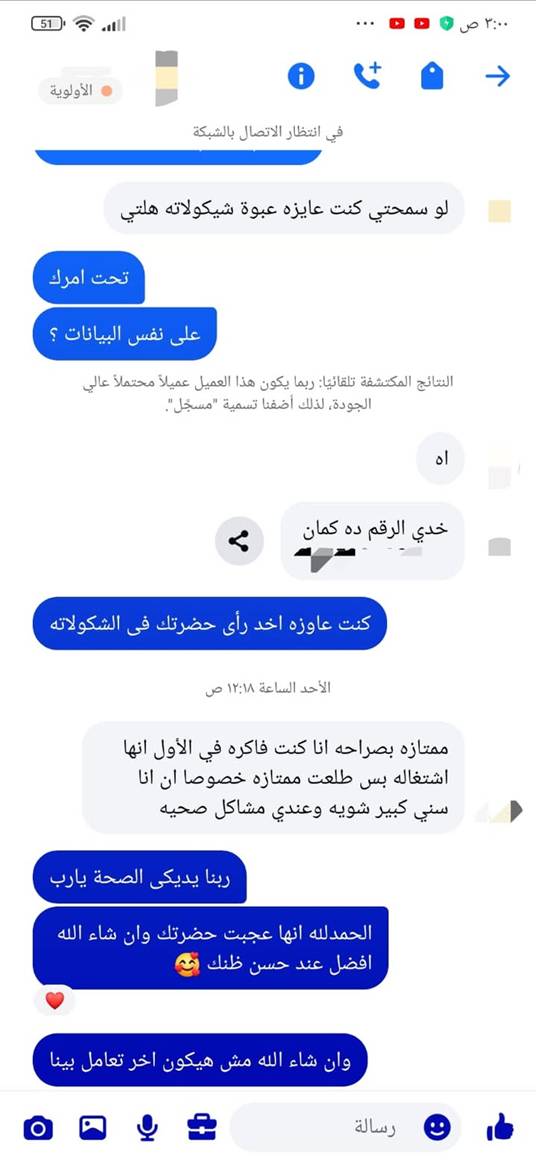 ٣:٠٠ ص
51
الأولوية
في انتظار الاتصال بالشبكة
لو سمحتي كنت عايزه عبوة شيكولاته هلتي
تحت امرك
على نفس البيانات ؟
النتائج المكتشفة تلقائيًا: ربما يكون هذا العميل عميلاً محتملاً عالي
الجودة، لذلك أضفنا تسمية "مسجَّل".
اه
خدي الرقم ده كمان
كنت عاوزه اخد رأى حضرتك فى الشكولاته
الأحد الساعة ١٢:١٨ ص
ممتازه بصراحه انا كنت فاكره في الأول انها
اشتغاله بس طلعت ممتازه خصوصا ان انا
سني كبير شويه وعندي مشاكل صحيه
ربنا يديكى الصحة يارب
الحمدلله انها عجبت حضرتك وان شاء الله
افضل عند حسن ظنك 🥰
وان شاء الله مش هيكون اخر تعامل بينا
رسالة